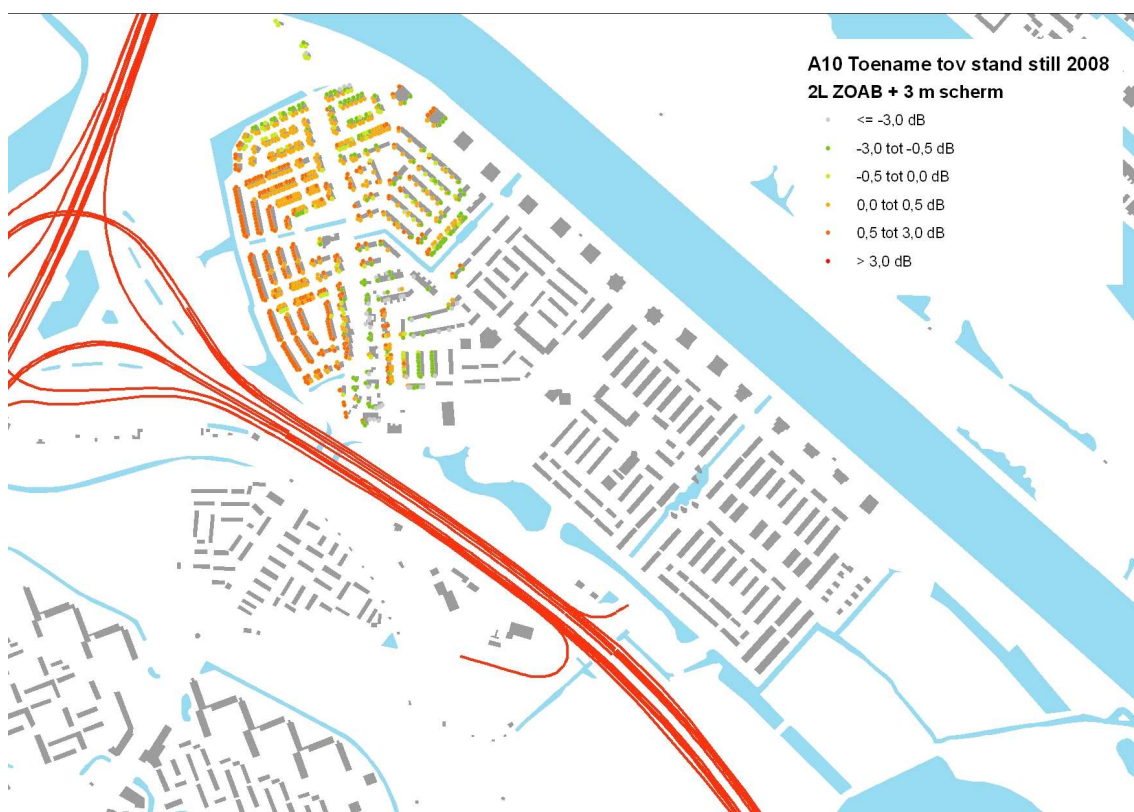 A10 Toename tov stand still 2008
2L ZOAB + 3 m scherm
<= -3,0 dB
-3,0 tot -0,5 dB
-0,5 tot 0,0 dB
0,0 tot 0,5 dB
0,5 tot 3,0 dB
> 3,0 dB